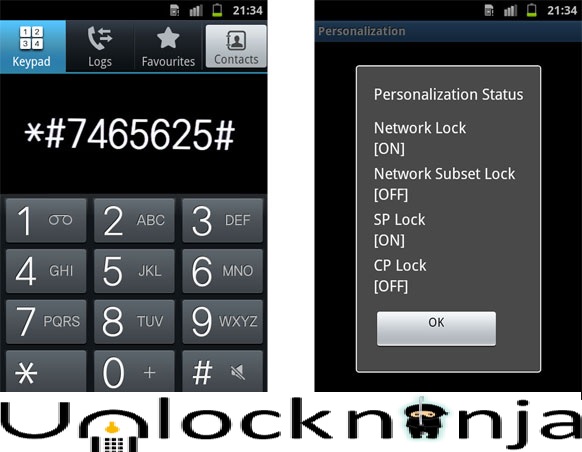 21:34
Keypad
Logs
Favourites
Contacts
*#7465625#
1
2 ABC
3 DEF
4 GHI
5 JKL
6 MNO
7 PQRS
8 TUV
9 WXYZ
*
0 +
#
21:34
Personalization
Personalization Status
Network Lock
[ON]
Network Subset Lock
[OFF]
SP Lock
[ON]
CP Lock
[OFF]
OK
Unlockninja